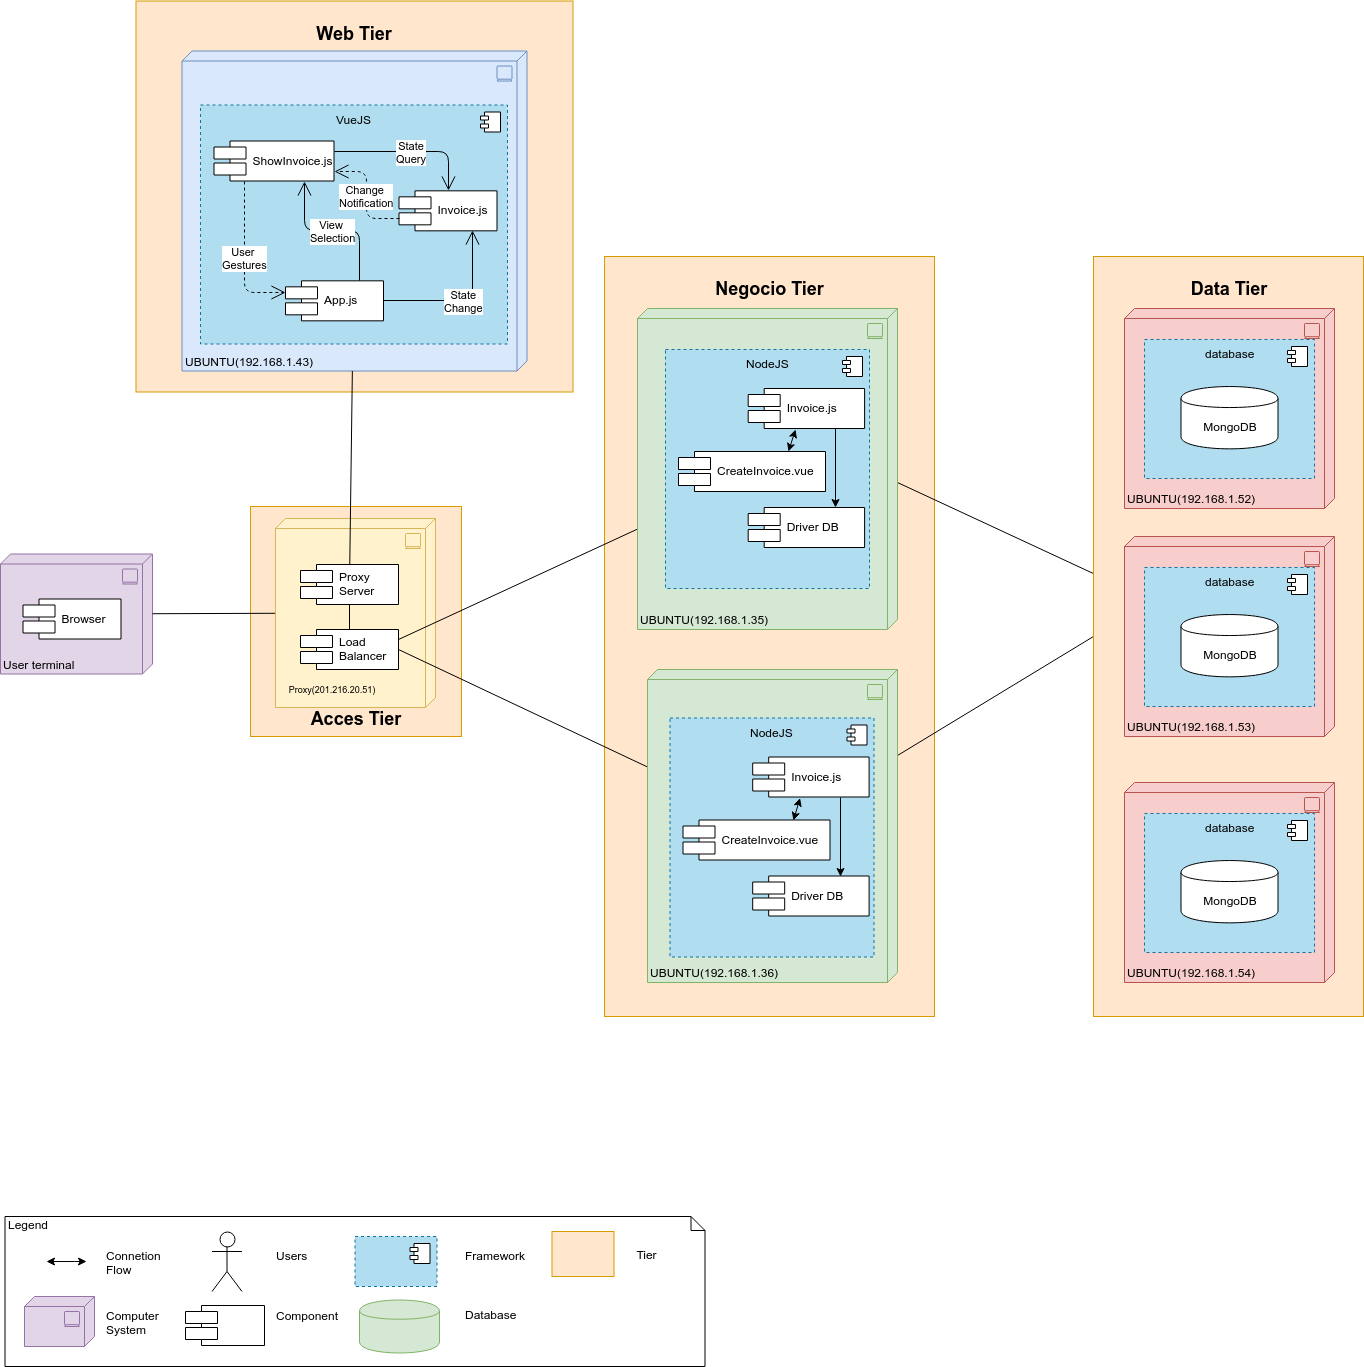 Web Tier
VueJS
ShowInvoice.js
State
Query
Change
Notification
Invoice.js
View
Selection
User
Gestures
App.js
State
Change
UBUNTU(192.168.1.43)
Browser
User terminal
Proxy
Server
Load
Balancer
Proxy(201.216.20.51)
Acces Tier
Negocio Tier
NodeJS
Invoice.js
CreateInvoice.vue
Driver DB
UBUNTU(192.168.1.35)
NodeJS
Invoice.js
CreateInvoice.vue
Driver DB
UBUNTU(192.168.1.36)
Data Tier
database
MongoDB
UBUNTU(192.168.1.52)
database
MongoDB
UBUNTU(192.168.1.53)
database
MongoDB
UBUNTU(192.168.1.54)
Legend
Connetion
Flow
Users
Framework
Tier
Computer
System
Component
Database